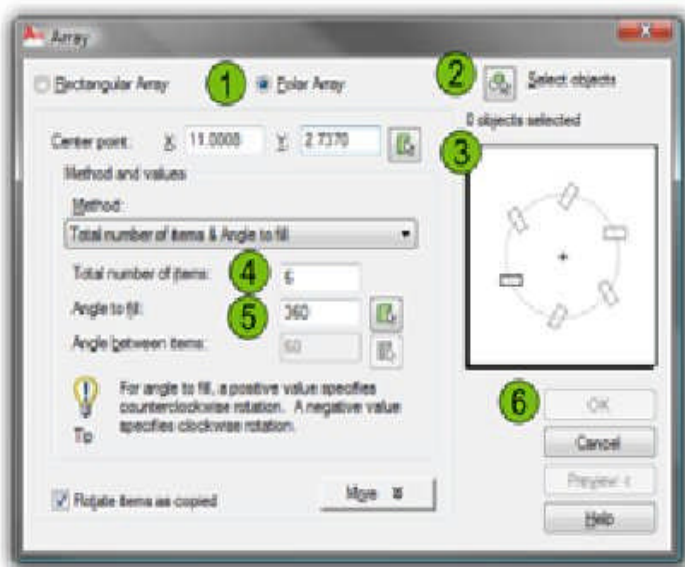 Array
1
2
Rectangular Array
Polar Array
Select objects
0 objects selected
Center point:
X:
11.0008
Y:
2.7370
3
Method and values
Method:
Total number of items & Angle to fill
Total number of items:
4
6
Angle to fill:
5
360
Angle between items:
60
For angle to fill, a positive value specifies
counterclockwise rotation. A negative value
specifies clockwise rotation.
Tip
6
OK
Cancel
Preview <
Help
Rotate items as copied
More